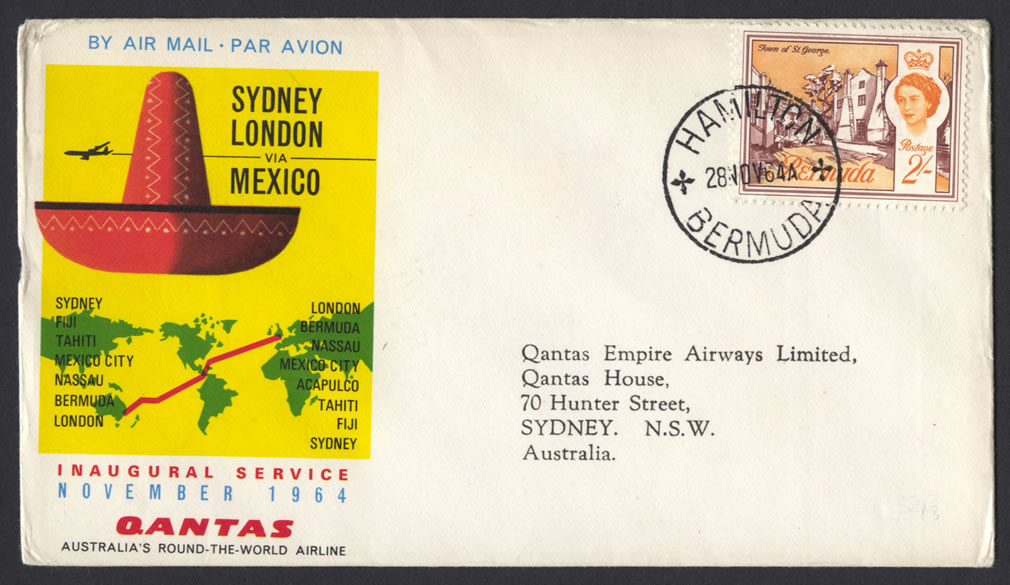 BY AIR MAIL · PAR AVION
SYDNEY
LONDON
VIA
MEXICO
SYDNEY
FIJI
TAHITI
MEXICO CITY
NASSAU
BERMUDA
LONDON
LONDON
BERMUDA
NASSAU
MEXICO CITY
ACAPULCO
TAHITI
FIJI
SYDNEY
INAUGURAL SERVICE
NOVEMBER 1964
QANTAS
AUSTRALIA'S ROUND-THE-WORLD AIRLINE
Town of St. George.
Postage
2/-
Bermuda
HAMILTON
28 NOV 64 A
BERMUDA
Qantas Empire Airways Limited,
Qantas House,
70 Hunter Street,
SYDNEY. N.S.W.
Australia.